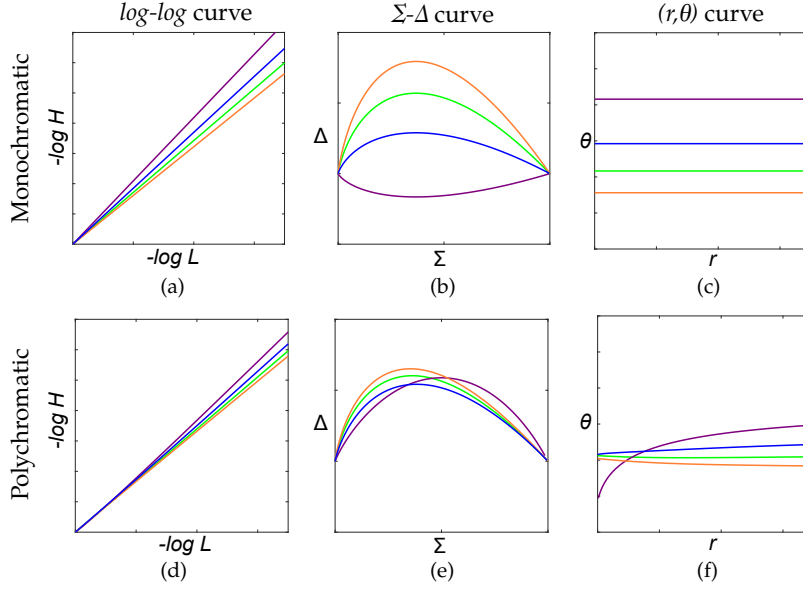 log-log curve
Σ-Δ curve
(r,θ) curve
Monochromatic
-log H
-log L
(a)
Δ
Σ
(b)
θ
r
(c)
Polychromatic
-log H
-log L
(d)
Δ
Σ
(e)
θ
r
(f)